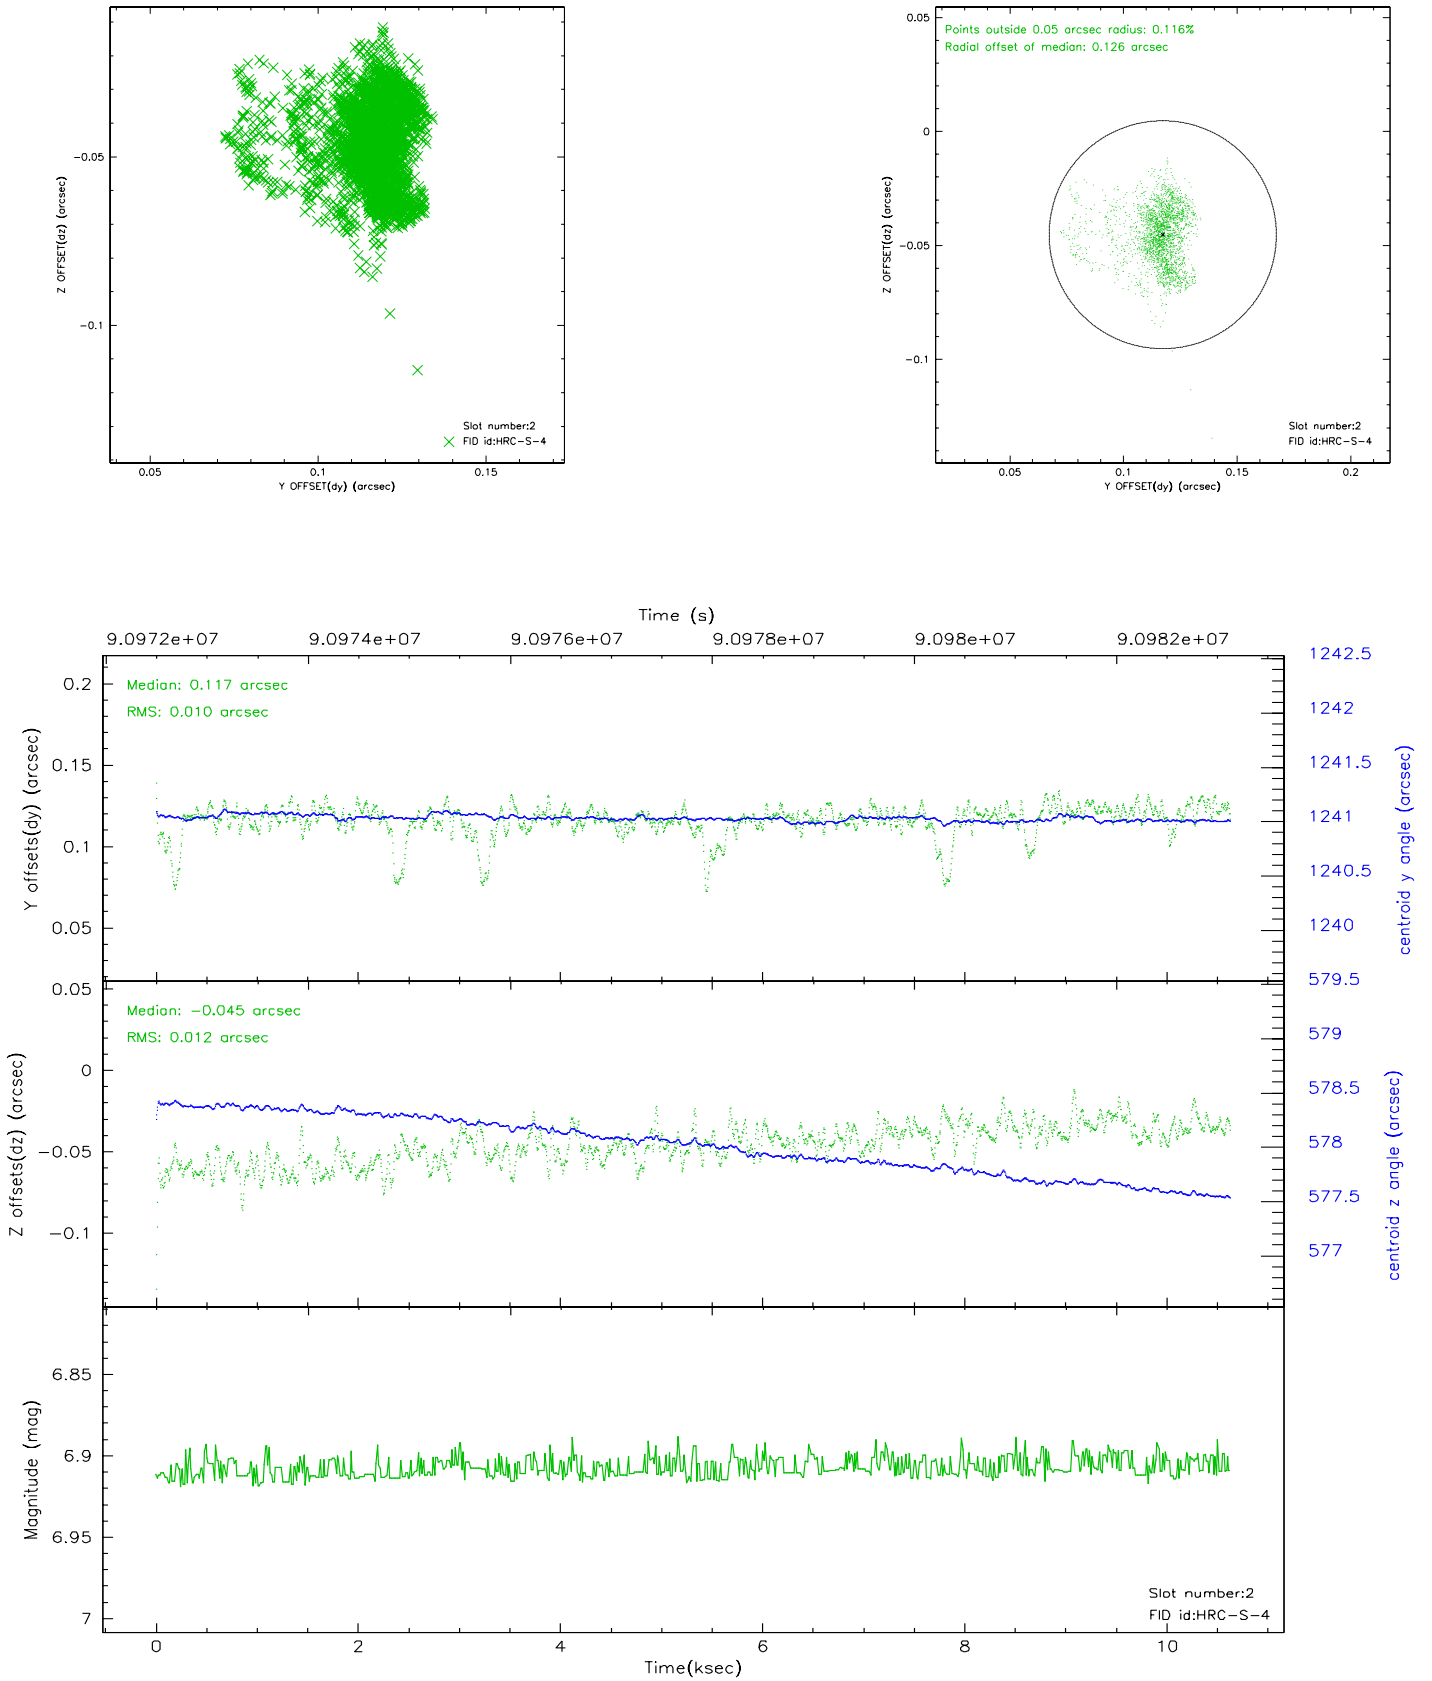 −0.05
−0.1
Z OFFSET(dz) (arcsec)
0.05
0.1
0.15
Y OFFSET(dy) (arcsec)
Slot number:2
FID id:HRC−S−4
Points outside 0.05 arcsec radius: 0.116%
Radial offset of median: 0.126 arcsec
0.05
0
−0.05
−0.1
Z OFFSET(dz) (arcsec)
0.05
0.1
0.15
0.2
Y OFFSET(dy) (arcsec)
Slot number:2
FID id:HRC−S−4
Time (s)
9.0972e+07
9.0974e+07
9.0976e+07
9.0978e+07
9.098e+07
9.0982e+07
Median: 0.117 arcsec
RMS: 0.010 arcsec
0.2
0.15
0.1
0.05
Y offsets(dy) (arcsec)
1242.5
1242
1241.5
1241
1240.5
1240
centroid y angle (arcsec)
Median: −0.045 arcsec
RMS: 0.012 arcsec
0.05
0
−0.05
−0.1
Z offsets(dz) (arcsec)
579.5
579
578.5
578
577.5
577
centroid z angle (arcsec)
6.85
6.9
6.95
7
Magnitude (mag)
Slot number:2
FID id:HRC−S−4
0
2
4
6
8
10
Time(ksec)